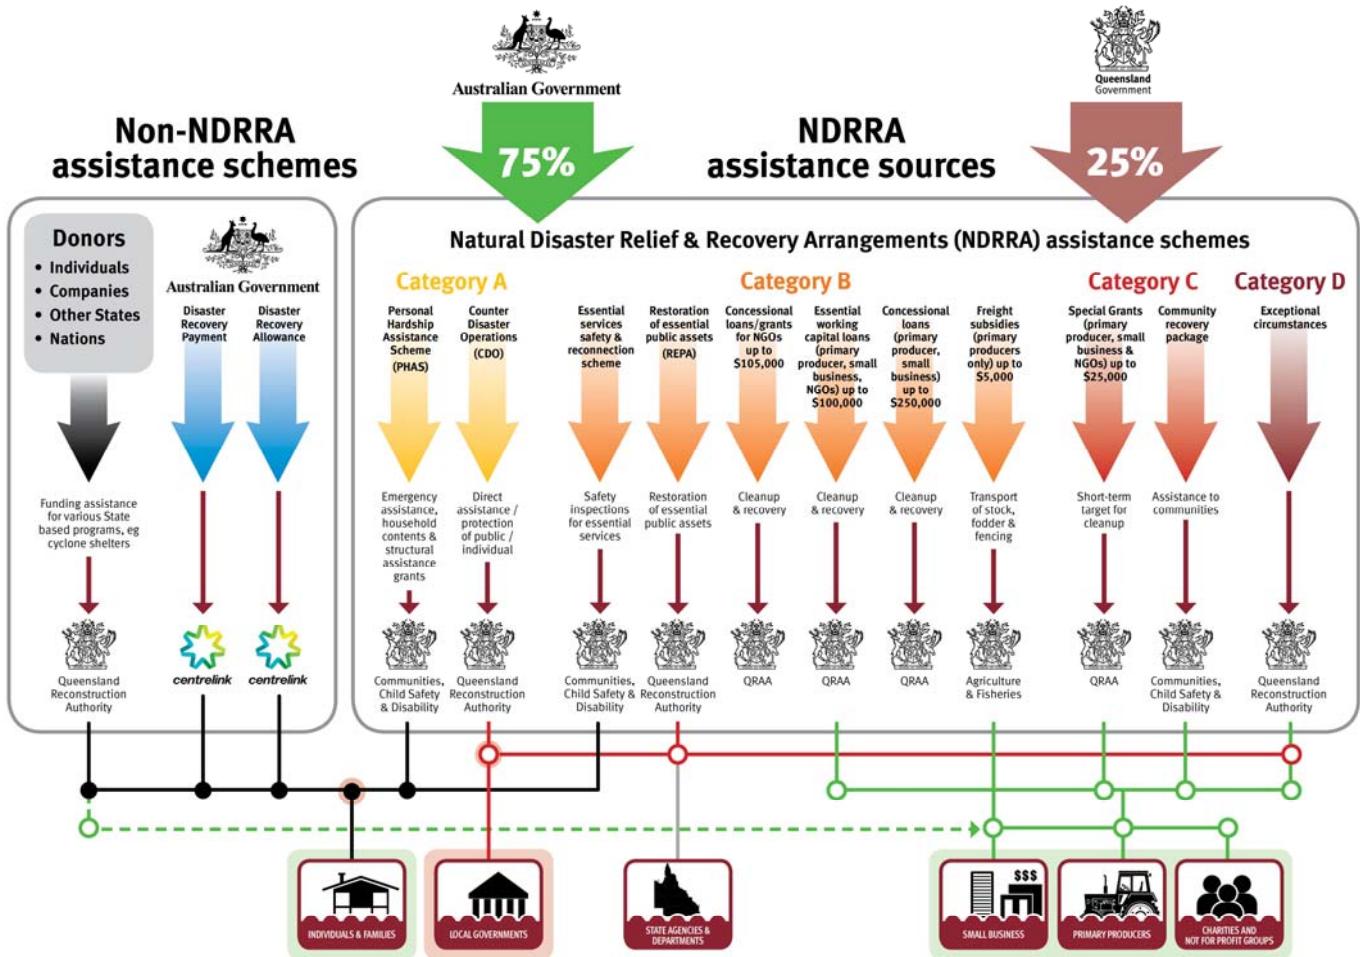 Australian Government
Queensland
Government
Non-NDRRA
assistance schemes
75%
NDRRA
assistance sources
25%
Donors
• Individuals
• Companies
• Other States
• Nations
Australian Government
Disaster
Recovery
Payment
Disaster
Recovery
Allowance
Funding assistance
for various State
based programs, eg
cyclone shelters
Queensland
Reconstruction
Authority
centrelink
centrelink
Natural Disaster Relief & Recovery Arrangements (NDRRA) assistance schemes
Category A
Personal
Hardship
Assistance
Scheme
(PHAS)
Counter
Disaster
Operations
(CDO)
Emergency
assistance,
household
contents &
structural
assistance
grants
Direct
assistance /
protection
of public /
individual
Communities,
Child Safety
& Disability
Queensland
Reconstruction
Authority
Category B
Essential
services
safety &
reconnection
scheme
Restoration
of essential
public assets
(REPA)
Concessional
loans/grants
for NGOs
up to
$105,000
Essential
working
capital loans
(primary
producer, small
business,
NGOs) up to
$100,000
Concessional
loans (primary
producer,
small
business)
up to
$250,000
Freight
subsidies
(primary
producers
only) up to
$5,000
Safety
inspections
for essential
services
Restoration
of essential
public assets
Cleanup
& recovery
Cleanup
& recovery
Cleanup
& recovery
Transport
of stock,
fodder &
fencing
Communities,
Child Safety &
Disability
Queensland
Reconstruction
Authority
QRAA
QRAA
QRAA
Agriculture
& Fisheries
Category C
Special Grants
(primary
producer, small
business &
NGOs) up to
$25,000
Community
recovery
package
Short-term
target for
cleanup
Assistance to
communities
QRAA
Communities,
Child Safety &
Disability
Category D
Exceptional
circumstances
Queensland
Reconstruction
Authority
INDIVIDUALS & FAMILIES
LOCAL GOVERNMENTS
STATE AGENCIES &
DEPARTMENTS
$$$
SMALL BUSINESS
PRIMARY PRODUCERS
CHARITIES AND
NOT FOR PROFIT GROUPS